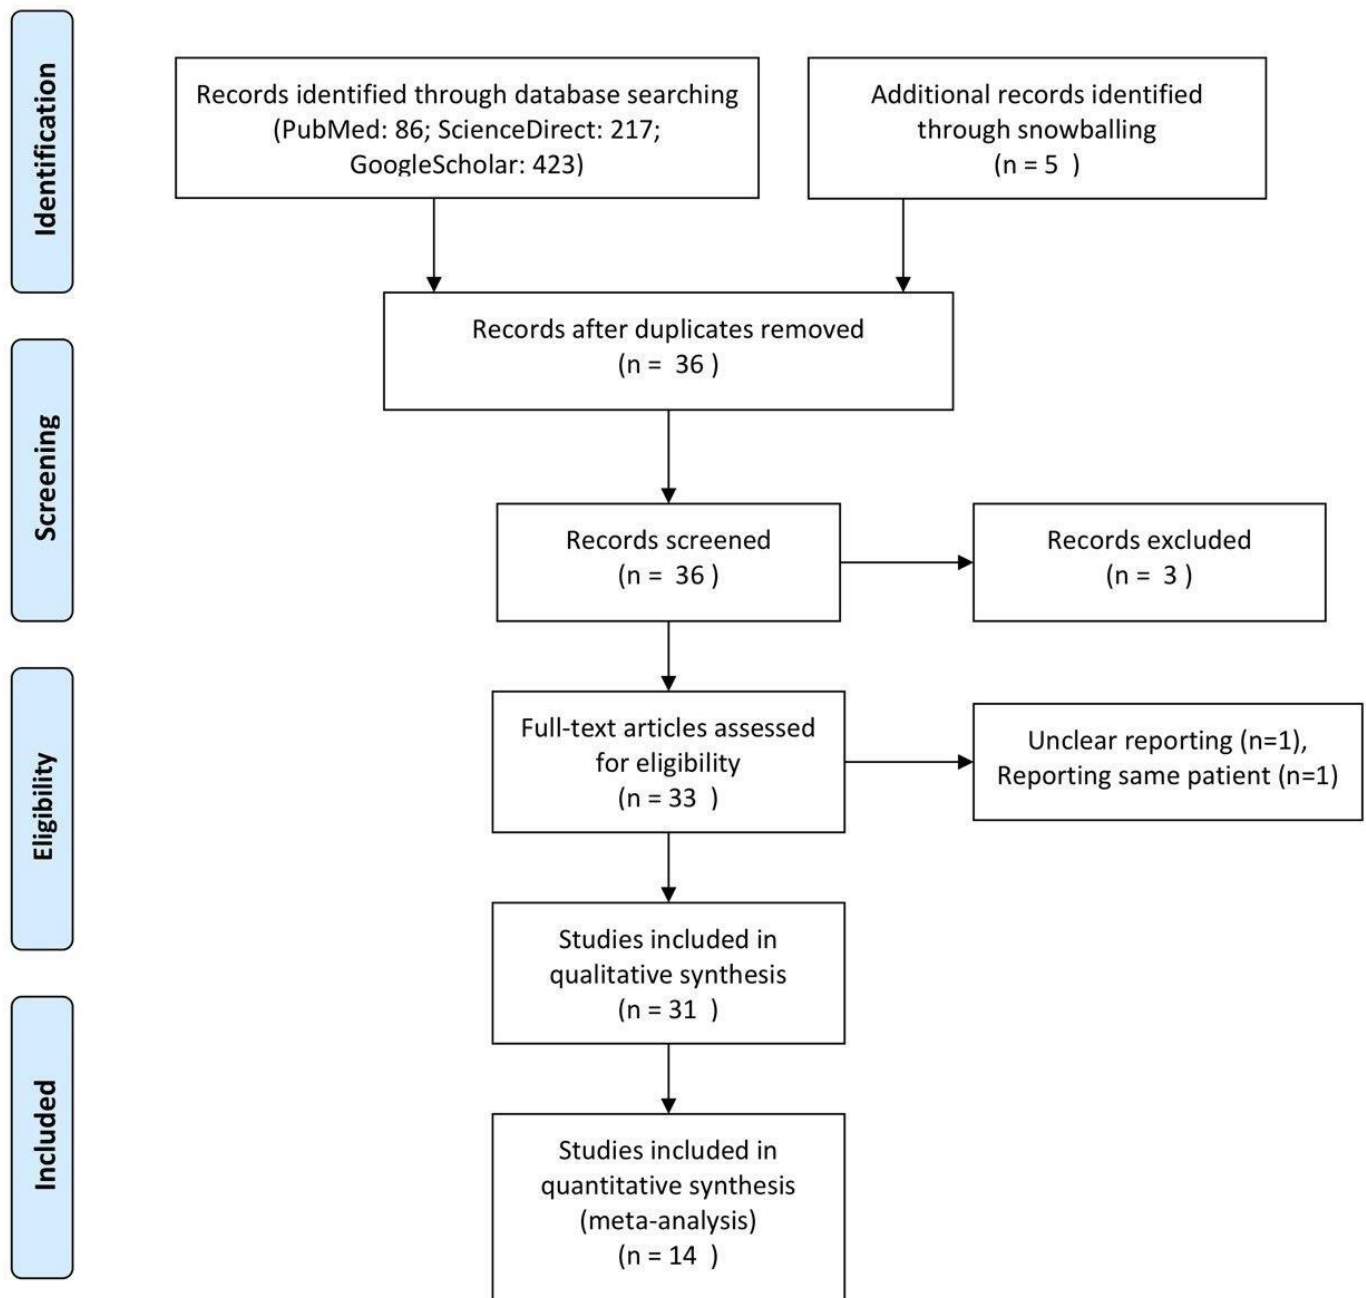 Identification
Records identified through database searching
(PubMed: 86; ScienceDirect: 217;
GoogleScholar: 423)
Additional records identified
through snowballing
(n = 5  )
Records after duplicates removed
(n =  36 )
Screening
Records screened
(n =  36 )
Records excluded
(n =  3 )
Eligibility
Full-text articles assessed
for eligibility
(n = 33  )
Unclear reporting (n=1),
Reporting same patient (n=1)
Studies included in
qualitative synthesis
(n = 31  )
Included
Studies included in
quantitative synthesis
(meta-analysis)
(n = 14  )